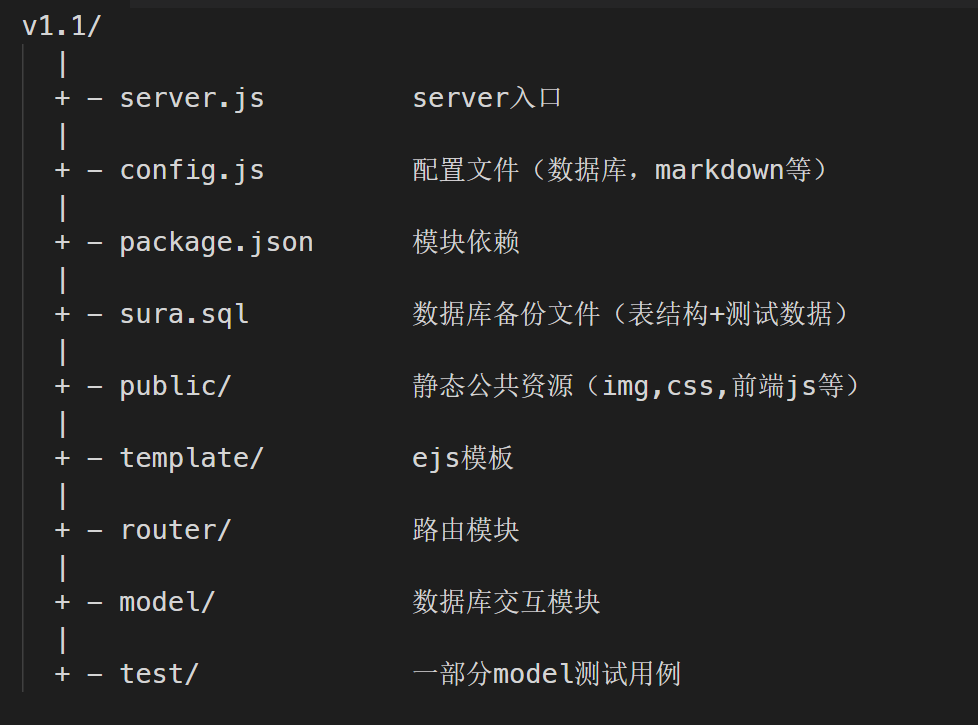 v1.1/
|
+ - server.js server入口
|
+ - config.js 配置文件（数据库，markdown等）
|
+ - package.json 模块依赖
|
+ - sura.sql 数据库备份文件（表结构+测试数据）
|
+ - public/ 静态公共资源（img,css,前端js等）
|
+ - template/ ejs模板
|
+ - router/ 路由模块
|
+ - model/ 数据库交互模块
|
+ - test/ 一部分model测试用例